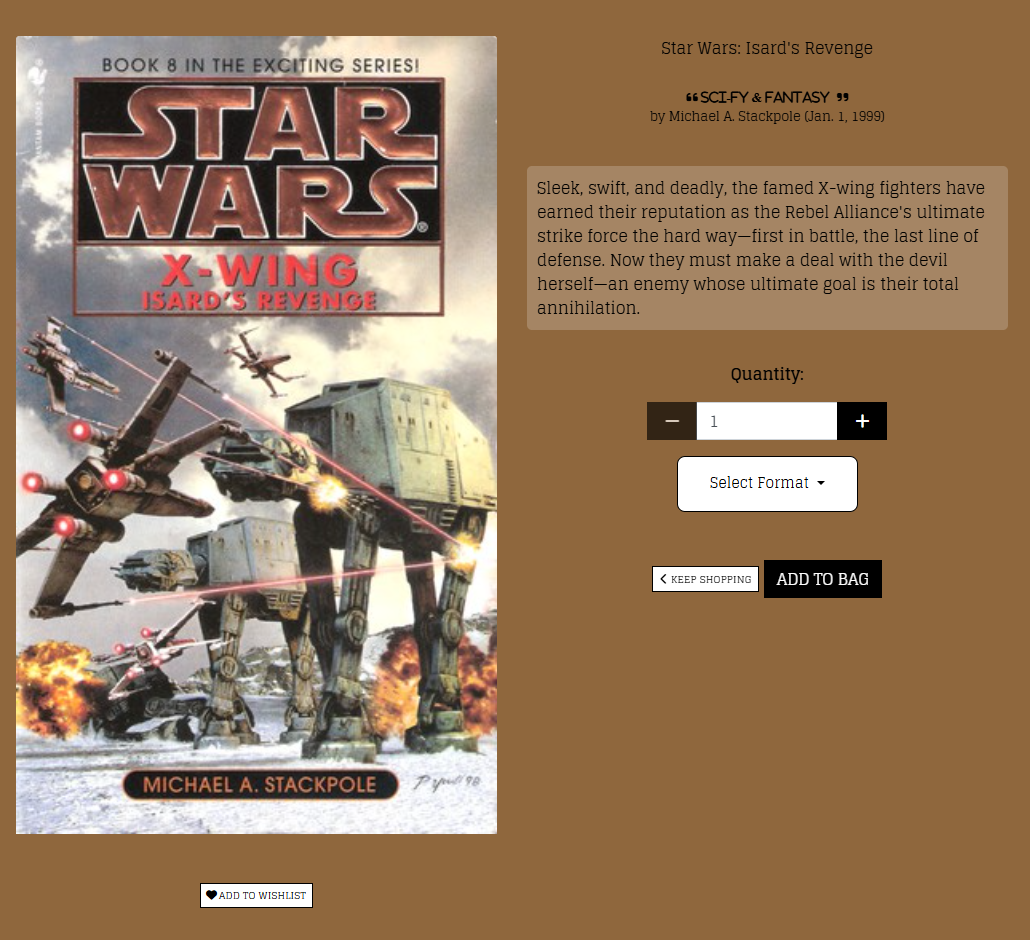 BOOK 8 IN THE EXCITING SERIES!
BANTAM BOOKS
STAR
WARS®
X-WING
ISARD'S REVENGE
MICHAEL A. STACKPOLE
ADD TO WISHLIST
Star Wars: Isard's Revenge
❝ SCI-FY & FANTASY ❞
by Michael A. Stackpole (Jan. 1, 1999)
Sleek, swift, and deadly, the famed X-wing fighters have
earned their reputation as the Rebel Alliance's ultimate
strike force the hard way—first in battle, the last line of
defense. Now they must make a deal with the devil
herself—an enemy whose ultimate goal is their total
annihilation.
Quantity:
− 1 +
Select Format
KEEP SHOPPING ADD TO BAG